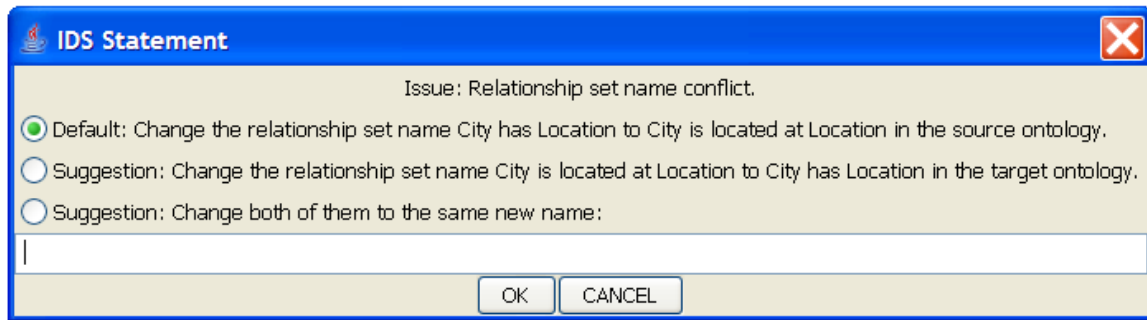 IDS Statement
Issue: Relationship set name conflict.
Default: Change the relationship set name City has Location to City is located at Location in the source ontology.
Suggestion: Change the relationship set name City is located at Location to City has Location in the target ontology.
Suggestion: Change both of them to the same new name:
OK CANCEL